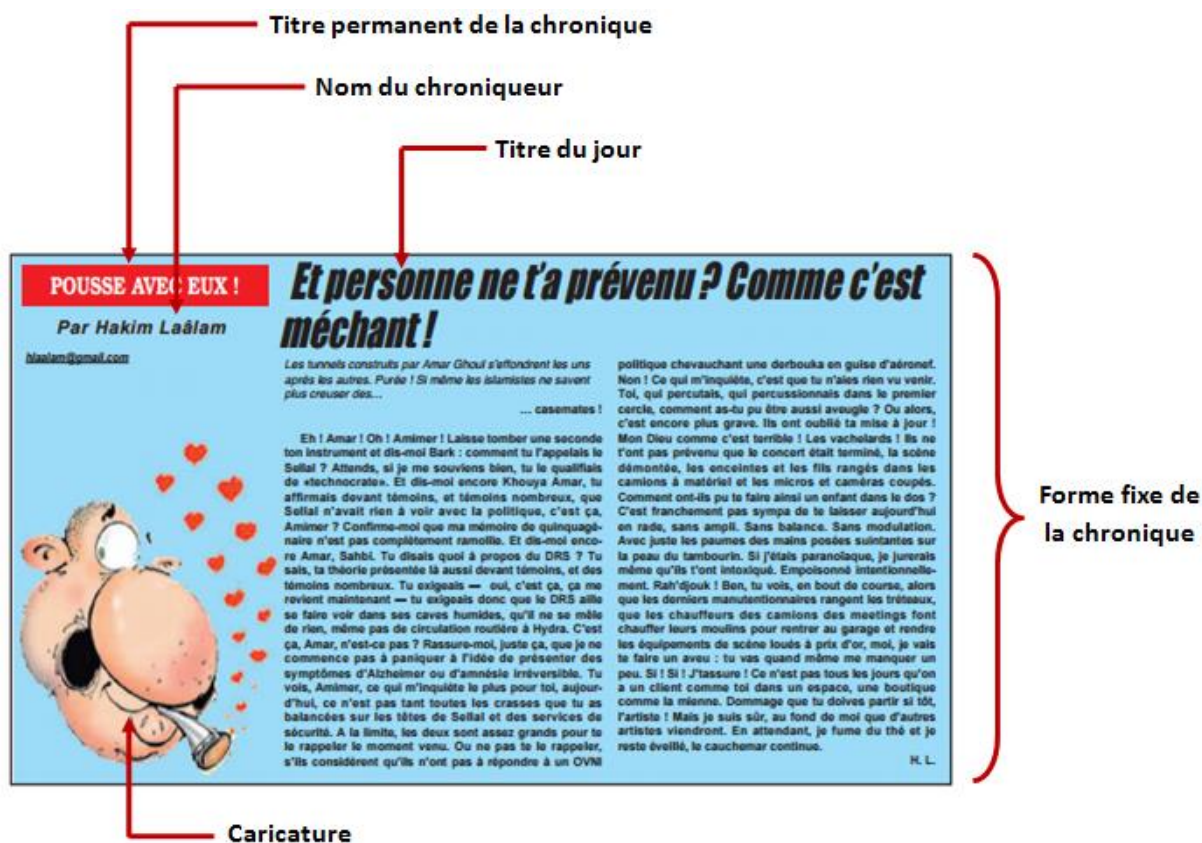 Titre permanent de la chronique
Nom du chroniqueur
Titre du jour
POUSSE AVEC EUX !
Par Hakim Laâlam
hlaalam@gmail.com
Et personne ne t'a prévenu ? Comme c'est
méchant !
Les tunnels construits par Amar Ghoul s'effondrent les uns
après les autres. Purée ! Si même les islamistes ne savent
plus creuser des…
… casemates !
Eh ! Amar ! Oh ! Amimer ! Laisse tomber une seconde
ton instrument et dis-moi Bark : comment tu l'appelais le
Sellal ? Attends, si je me souviens bien, tu le qualifiais
de «technocrate». Et dis-moi encore Khouya Amar, tu
affirmais devant témoins, et témoins nombreux, que
Sellal n'avait rien à voir avec la politique, c'est ça,
Amimer ? Confirme-moi que ma mémoire de quinquagé-
naire n'est pas complètement ramollie. Et dis-moi enco-
re Amar, Sahbi. Tu disais quoi à propos du DRS ? Tu
sais, ta théorie présentée là aussi devant témoins, et des
témoins nombreux. Tu exigeais — oui, c'est ça, ça me
revient maintenant — tu exigeais donc que le DRS aille
se faire voir dans ses caves humides, qu'il ne se mêle
de rien, même pas de circulation routière à Hydra. C'est
ça, Amar, n'est-ce pas ? Rassure-moi, juste ça, que je ne
commence pas à paniquer à l'idée de présenter des
symptômes d'Alzheimer ou d'amnésie irréversible. Tu
vois, Amimer, ce qui m'inquiète le plus pour toi, aujour-
d'hui, ce n'est pas tant toutes les crasses que tu as
balancées sur les têtes de Sellal et des services de
sécurité. A la limite, les deux sont assez grands pour te
le rappeler le moment venu. Ou ne pas te le rappeler,
s'ils considèrent qu'ils n'ont pas à répondre à un OVNI
politique chevauchant une derbouka en guise d'aéronef.
Non ! Ce qui m'inquiète, c'est que tu n'aies rien vu venir.
Toi, qui percutais, qui percussionnais dans le premier
cercle, comment as-tu pu être aussi aveugle ? Ou alors,
c'est encore plus grave. Ils ont oublié ta mise à jour !
Mon Dieu comme c'est terrible ! Les vachelards ! Ils ne
t'ont pas prévenu que le concert était terminé, la scène
démontée, les enceintes et les fils rangés dans les
camions à matériel et les micros et caméras coupés.
Comment ont-ils pu te faire ainsi un enfant dans le dos ?
C'est franchement pas sympa de te laisser aujourd'hui
en rade, sans ampli. Sans balance. Sans modulation.
Avec juste les paumes des mains posées suintantes sur
la peau du tambourin. Si j'étais paranoïaque, je jurerais
même qu'ils t'ont intoxiqué. Empoisonné intentionnelle-
ment. Rah'djouk ! Ben, tu vois, en bout de course, alors
que les derniers manutentionnaires rangent les tréteaux,
que les chauffeurs des camions des meetings font
chauffer leurs moulins pour rentrer au garage et rendre
les équipements de scène loués à prix d'or, moi, je vais
te faire un aveu : tu vas quand même me manquer un
peu. Si ! Si ! J't'assure ! Ce n'est pas tous les jours qu'on
a un client comme toi dans un espace, une boutique
comme la mienne. Dommage que tu doives partir si tôt,
l'artiste ! Mais je suis sûr, au fond de moi que d'autres
artistes viendront. En attendant, je fume du thé et je
reste éveillé, le cauchemar continue.
H. L.
Forme fixe de
la chronique
Caricature